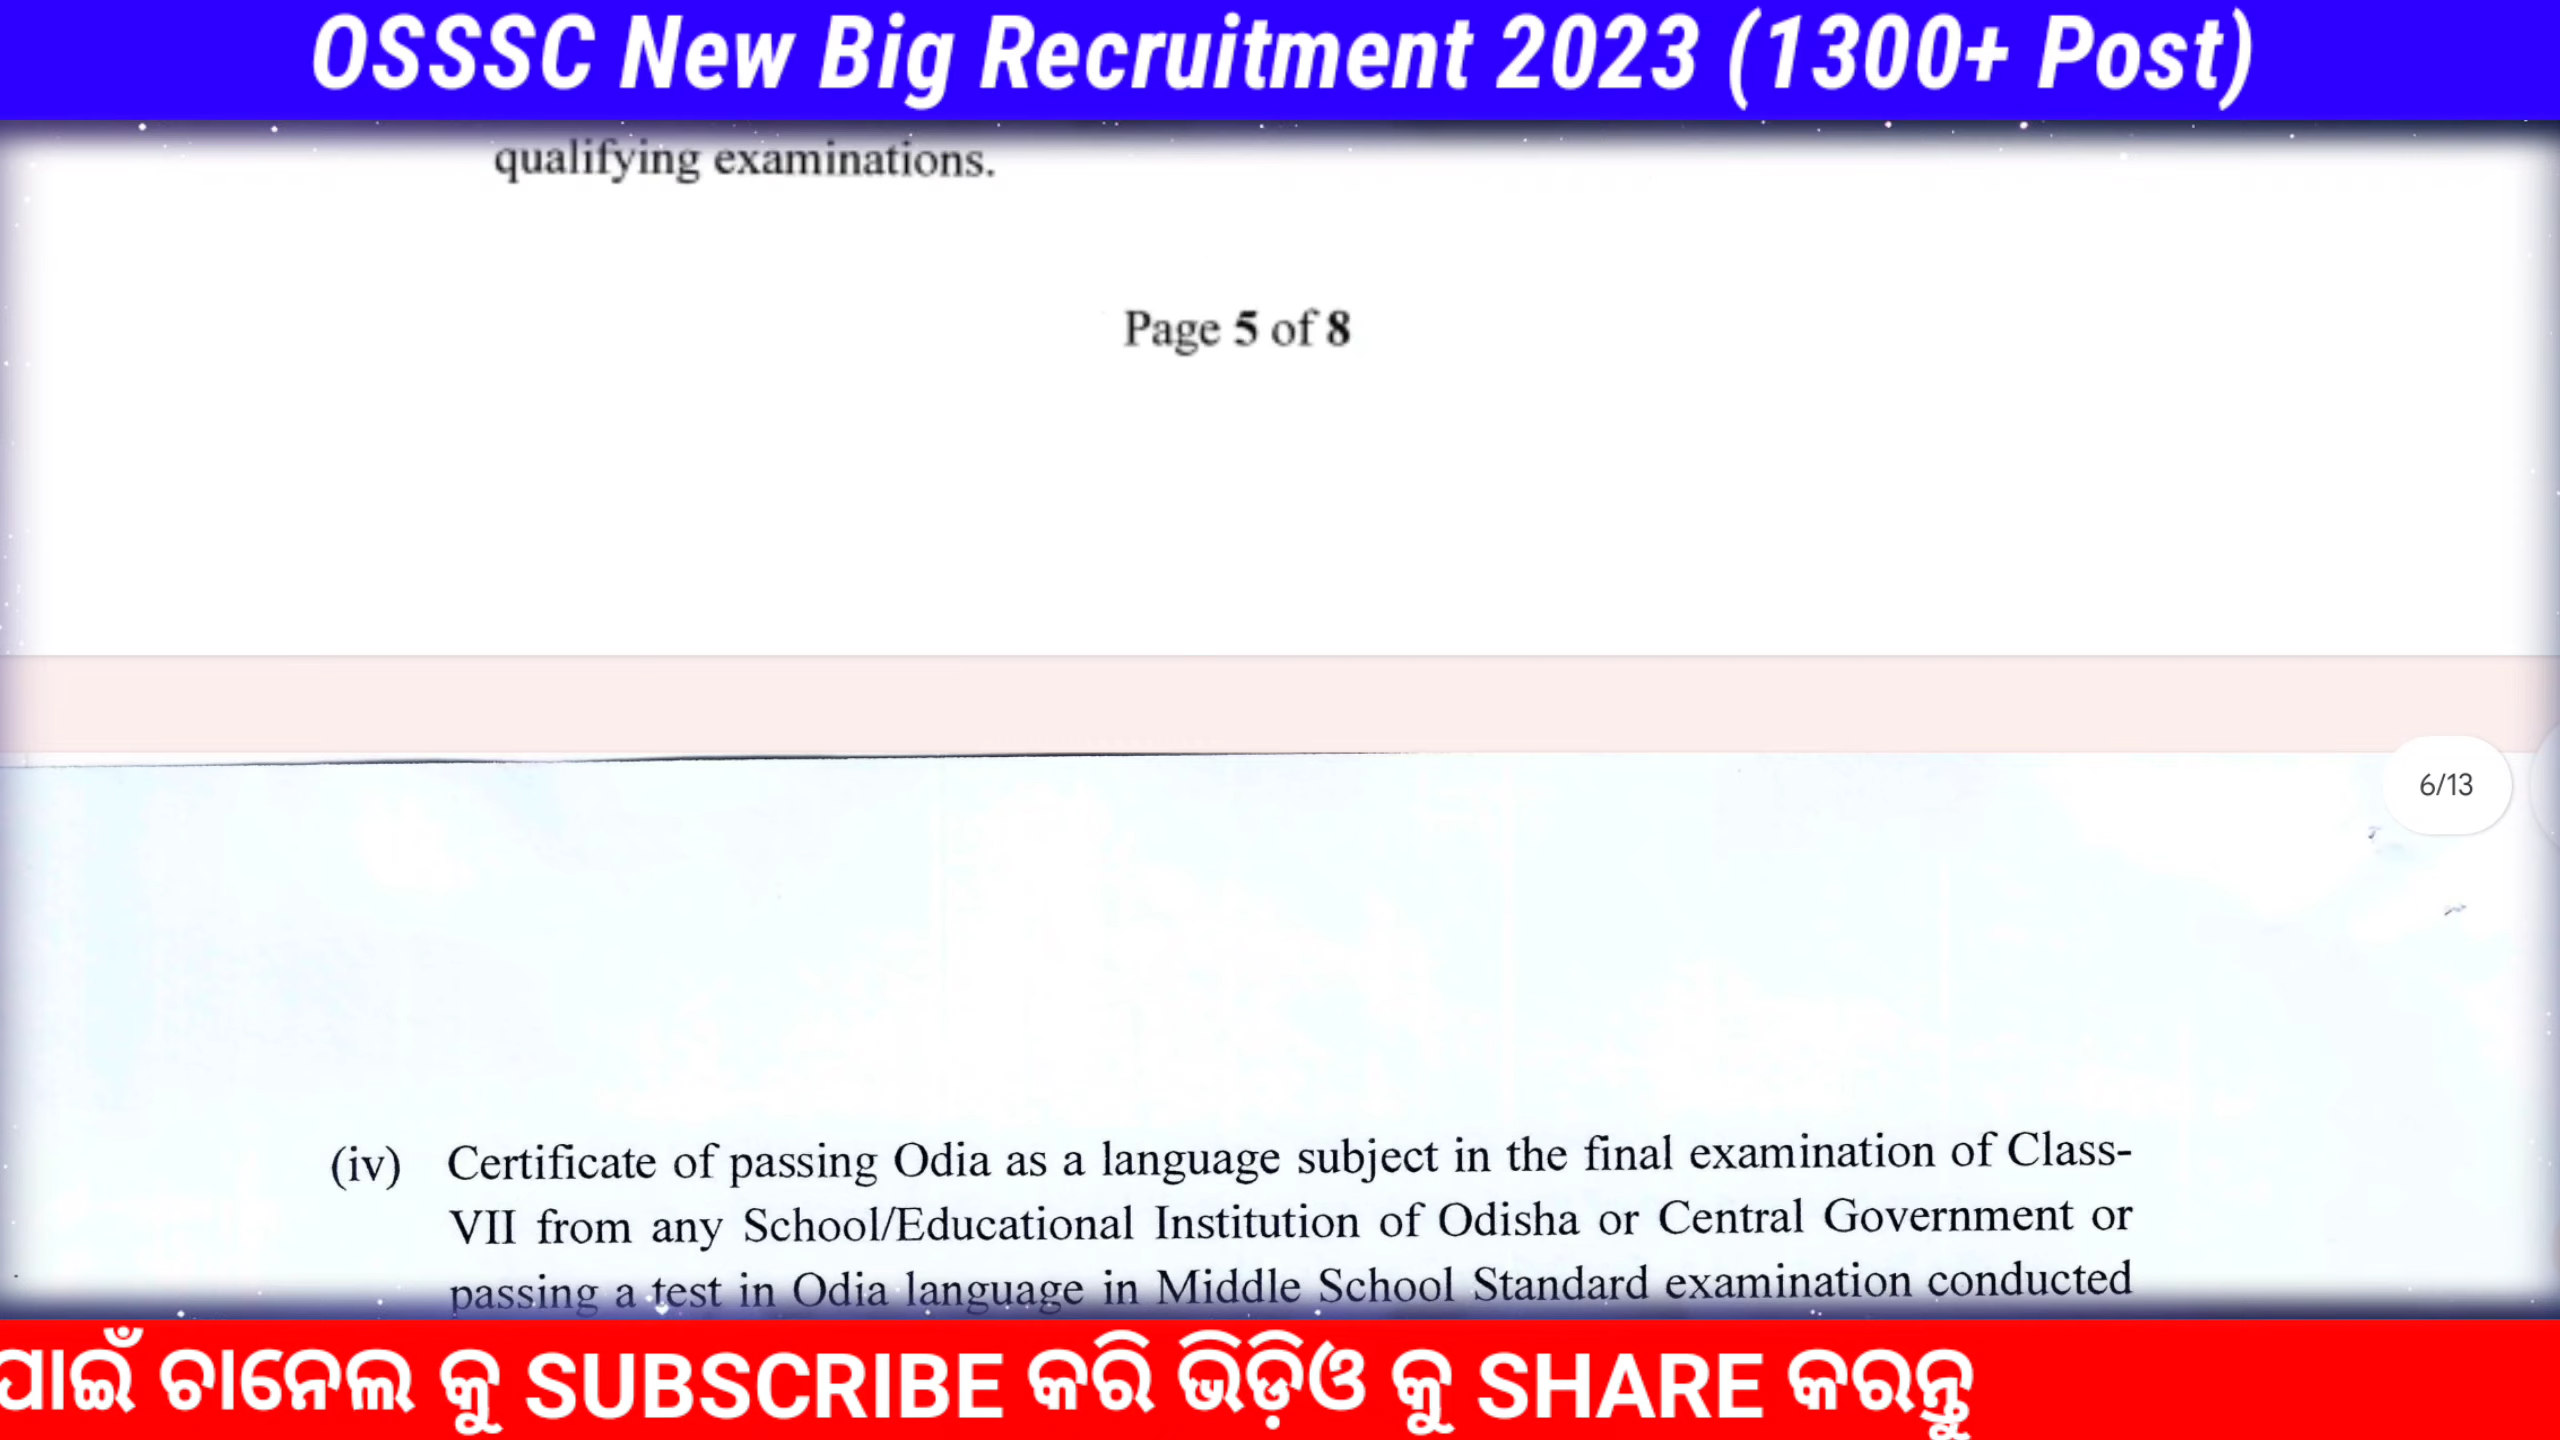 OSSSC New Big Recruitment 2023 (1300+ Post)
qualifying examinations.
Page 5 of 8
6/13
(iv) Certificate of passing Odia as a language subject in the final examination of Class-
VII from any School/Educational Institution of Odisha or Central Government or
passing a test in Odia language in Middle School Standard examination conducted
ପାଇଁ ଚାନେଲ କୁ SUBSCRIBE କରି ଭିଡ଼ିଓ କୁ SHARE କରନ୍ତୁ